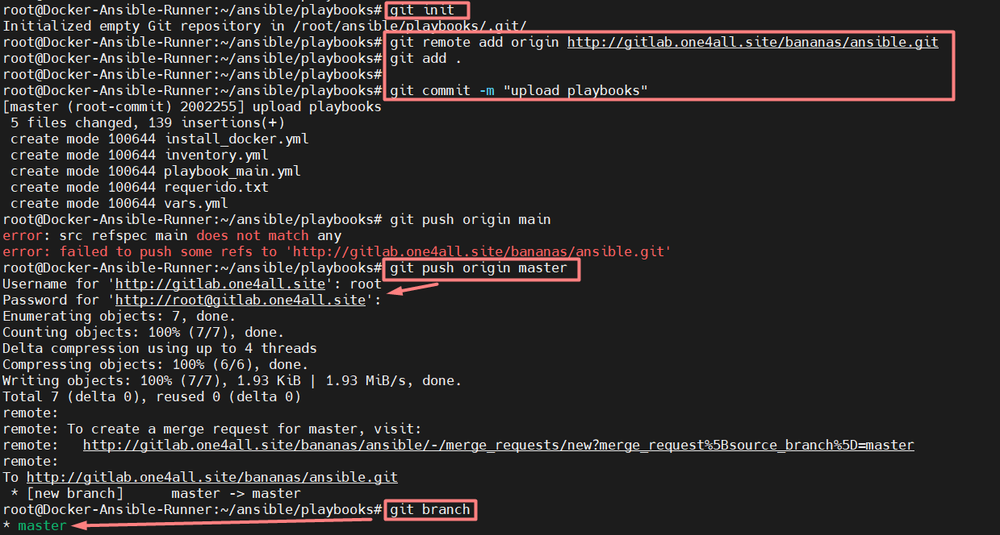 root@Docker-Ansible-Runner:~/ansible/playbooks# git init
Initialized empty Git repository in /root/ansible/playbooks/.git/
root@Docker-Ansible-Runner:~/ansible/playbooks# git remote add origin http://gitlab.one4all.site/bananas/ansible.git
root@Docker-Ansible-Runner:~/ansible/playbooks# git add .
root@Docker-Ansible-Runner:~/ansible/playbooks#
root@Docker-Ansible-Runner:~/ansible/playbooks# git commit -m "upload playbooks"
[master (root-commit) 2002255] upload playbooks
 5 files changed, 139 insertions(+)
 create mode 100644 install_docker.yml
 create mode 100644 inventory.yml
 create mode 100644 playbook_main.yml
 create mode 100644 requerido.txt
 create mode 100644 vars.yml
root@Docker-Ansible-Runner:~/ansible/playbooks# git push origin main
error: src refspec main does not match any
error: failed to push some refs to 'http://gitlab.one4all.site/bananas/ansible.git'
root@Docker-Ansible-Runner:~/ansible/playbooks# git push origin master
Username for 'http://gitlab.one4all.site': root
Password for 'http://root@gitlab.one4all.site':
Enumerating objects: 7, done.
Counting objects: 100% (7/7), done.
Delta compression using up to 4 threads
Compressing objects: 100% (6/6), done.
Writing objects: 100% (7/7), 1.93 KiB | 1.93 MiB/s, done.
Total 7 (delta 0), reused 0 (delta 0)
remote:
remote: To create a merge request for master, visit:
remote:   http://gitlab.one4all.site/bananas/ansible/-/merge_requests/new?merge_request%5Bsource_branch%5D=master
remote:
To http://gitlab.one4all.site/bananas/ansible.git
 * [new branch]      master -> master
root@Docker-Ansible-Runner:~/ansible/playbooks# git branch
* master